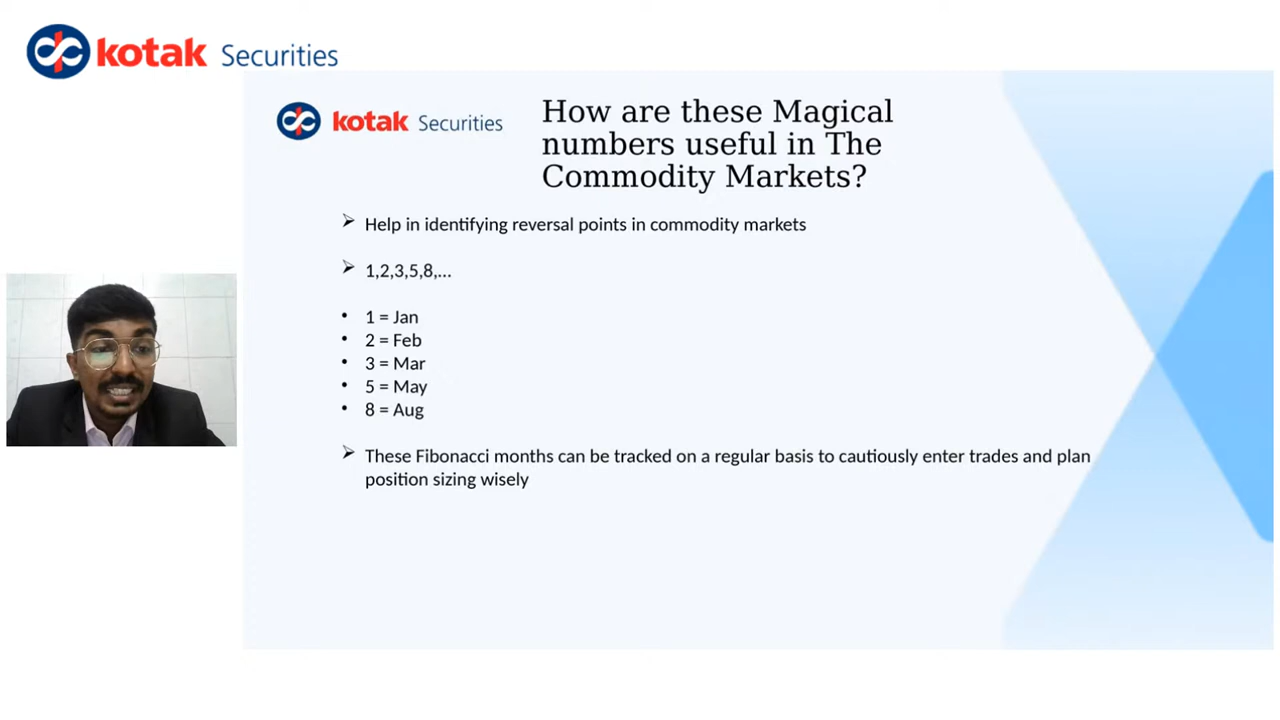 kotak Securities
kotak Securities
How are these Magical
numbers useful in The
Commodity Markets?
➢ Help in identifying reversal points in commodity markets
➢ 1,2,3,5,8,...
• 1 = Jan
• 2 = Feb
• 3 = Mar
• 5 = May
• 8 = Aug
➢ These Fibonacci months can be tracked on a regular basis to cautiously enter trades and plan
position sizing wisely